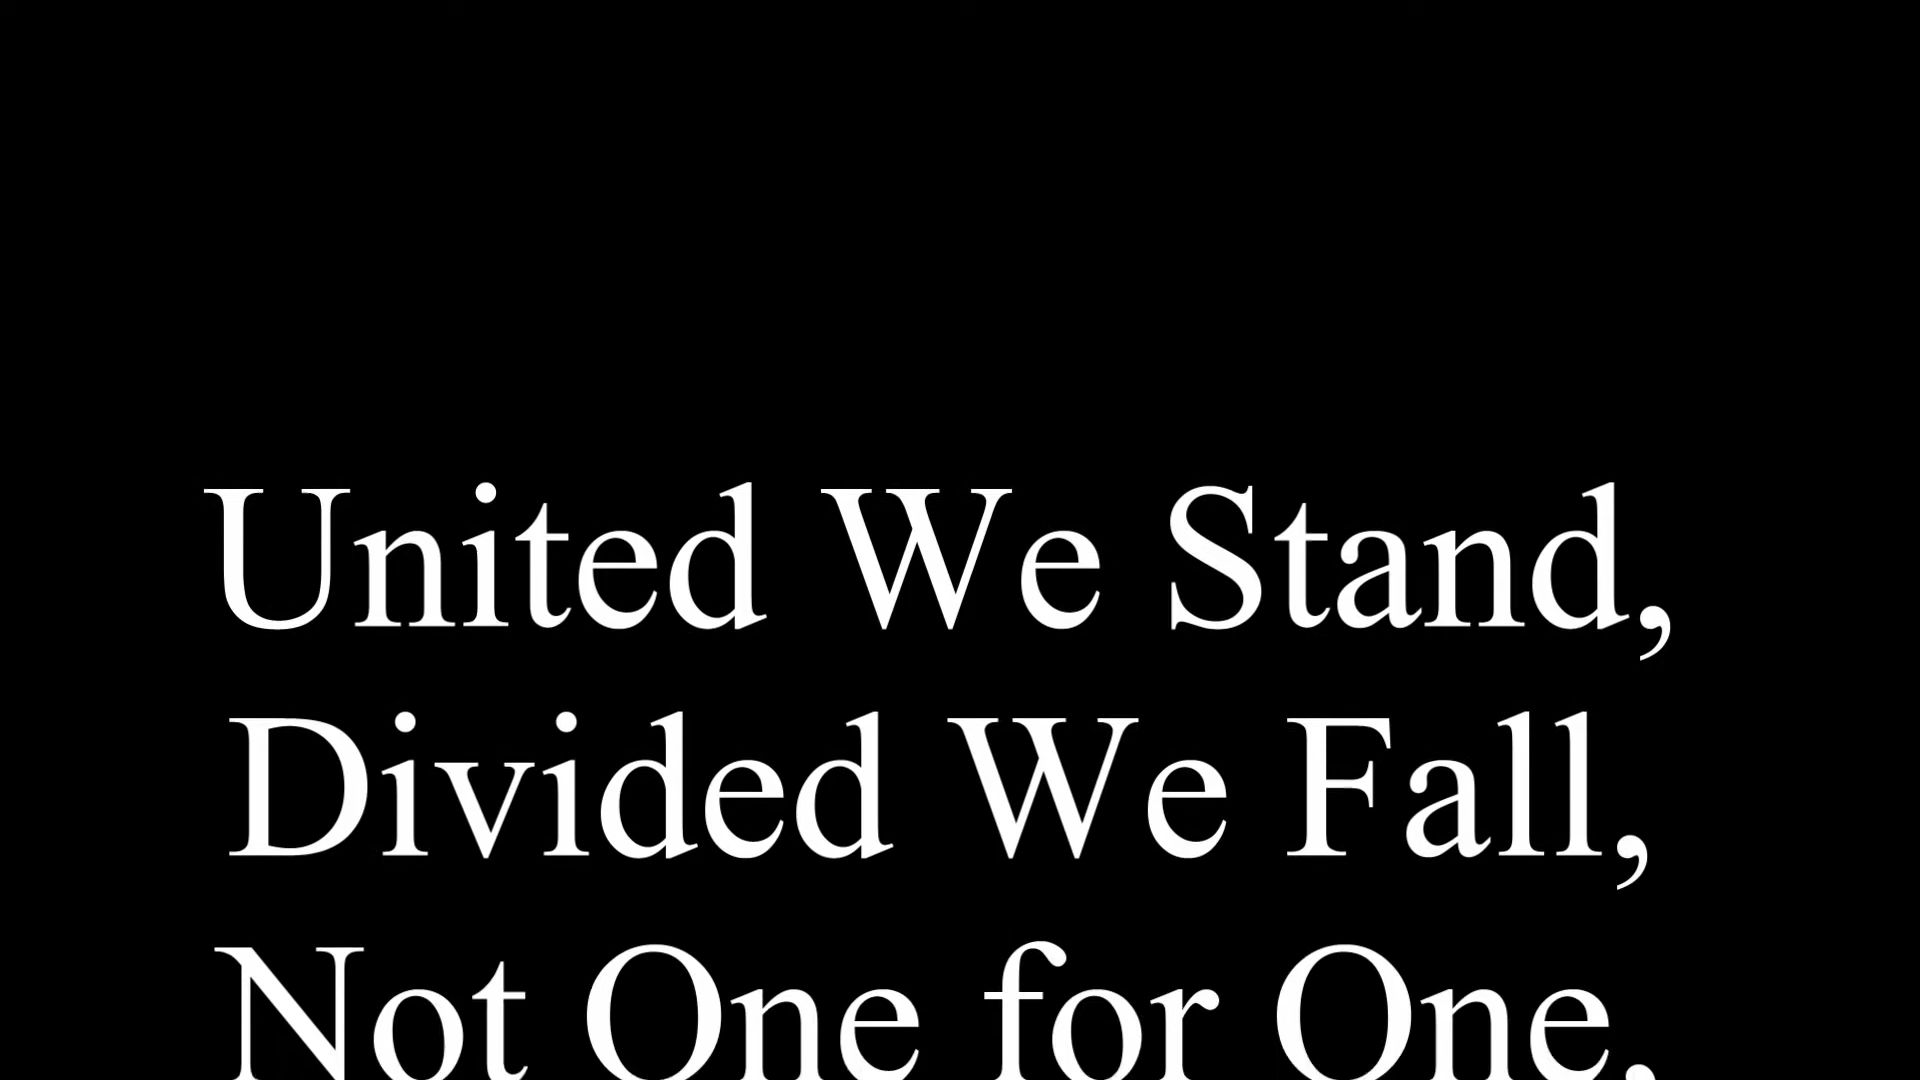 United We Stand,
Divided We Fall,
Not One for One,